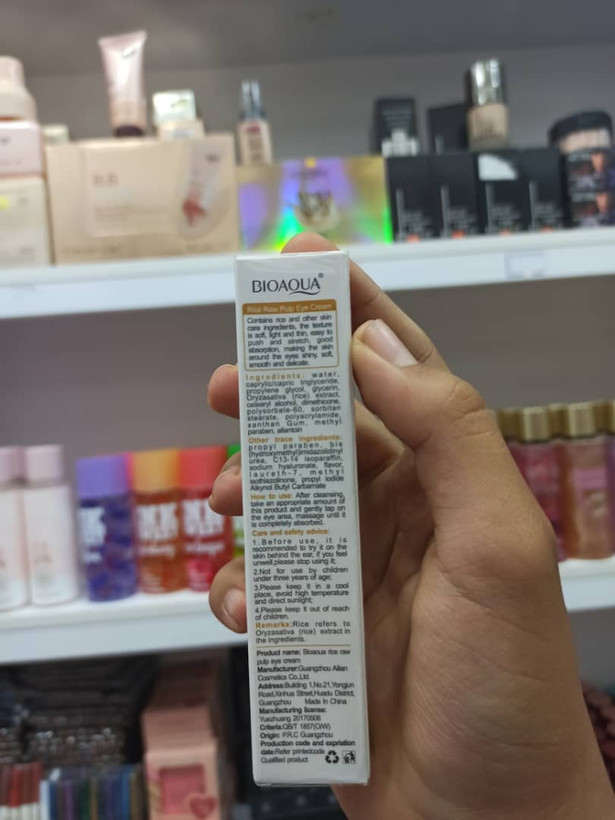 BIOAQUA®
Rice Raw Pulp Eye Cream
Contains rice and other skin
care ingredients, the texture
is soft, light and thin, easy to
push and stretch, good
absorption, making the skin
around the eyes shiny, soft,
smooth and delicate.
Ingredients: water,
caprylic/capric triglyceride,
propylene glycol, glycerin,
Oryzasativa (rice) extract,
cetearyl alcohol, dimethicone,
polysorbate-60, sorbitan
stearate, polyacrylamide,
xanthan Gum, methyl
paraben, allantoin
Other trace ingredients:
propyl paraben, bis
(hydroxymethyl)imidazolidinyl
urea, C13-14 isoparaffin,
sodium hyaluronate, flavor,
laureth-7, methyl
isothiazolinone, propyl iodide
Alkynol Butyl Carbamate
How to use: After cleansing,
take an appropriate amount of
this product and gently tap on
the eye area, massage until it
is completely absorbed.
Care and safety advice:
1.Before use, it is
recommended to try it on the
skin behind the ear, if you feel
unwell,please stop using it;
2.Not for use by children
under three years of age;
3.Please keep it in a cool
place, avoid high temperature
and direct sunlight;
4.Please keep it out of reach
of children.
Remarks:Rice refers to
Oryzasativa (rice) extract in
the ingredients.
Product name: Bioaoua rice raw
pulp eye cream
Manufacturer:Guangzhou Ailian
Cosmetics Co.,Ltd.
Address:Building 1,No.21,Yongjun
Road,Xinhua Street,Huadu District,
Guangzhou Made In China
Manufacturing license:
Yuezhuang 20170506
Criteria:QB/T 1857(O/W)
Origin: P.R.C Guangzhou
Production code and expriation
date:Refer printedcode
Qualified product